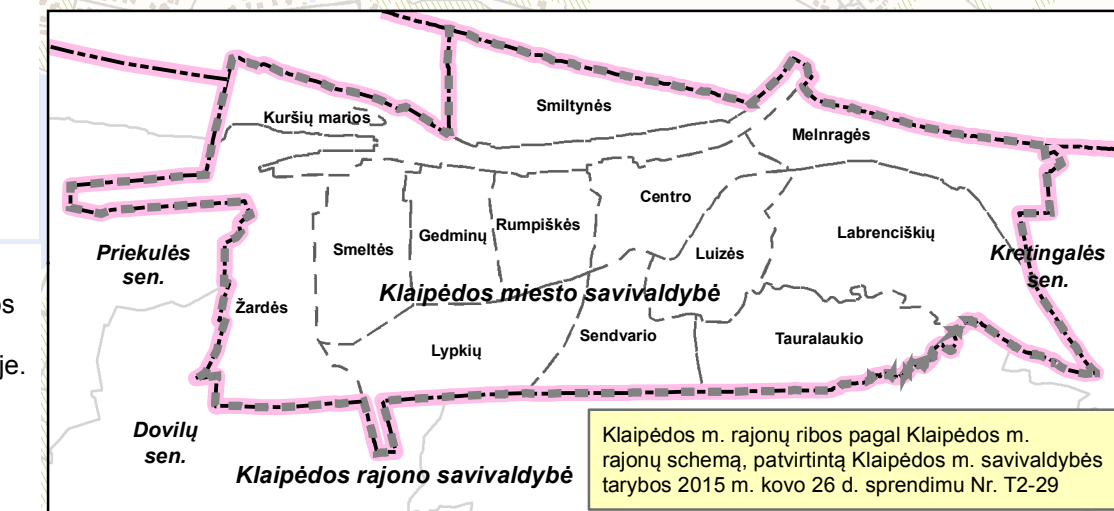 Smiltynės
Kuršių marios
Melnragės
Centro
Rumpiškės
Gedminų
Smeltės
Luizės
Labrenciškių
Priekulės
sen.
Kretingalės
sen.
Klaipėdos miesto savivaldybė
Žardės
Sendvario
Tauralaukio
Lypkių
os
je.
Dovilų
sen.
Klaipėdos rajono savivaldybė
Klaipėdos m. rajonų ribos pagal Klaipėdos m.
rajonų schemą, patvirtintą Klaipėdos m. savivaldybės
tarybos 2015 m. kovo 26 d. sprendimu Nr. T2-29